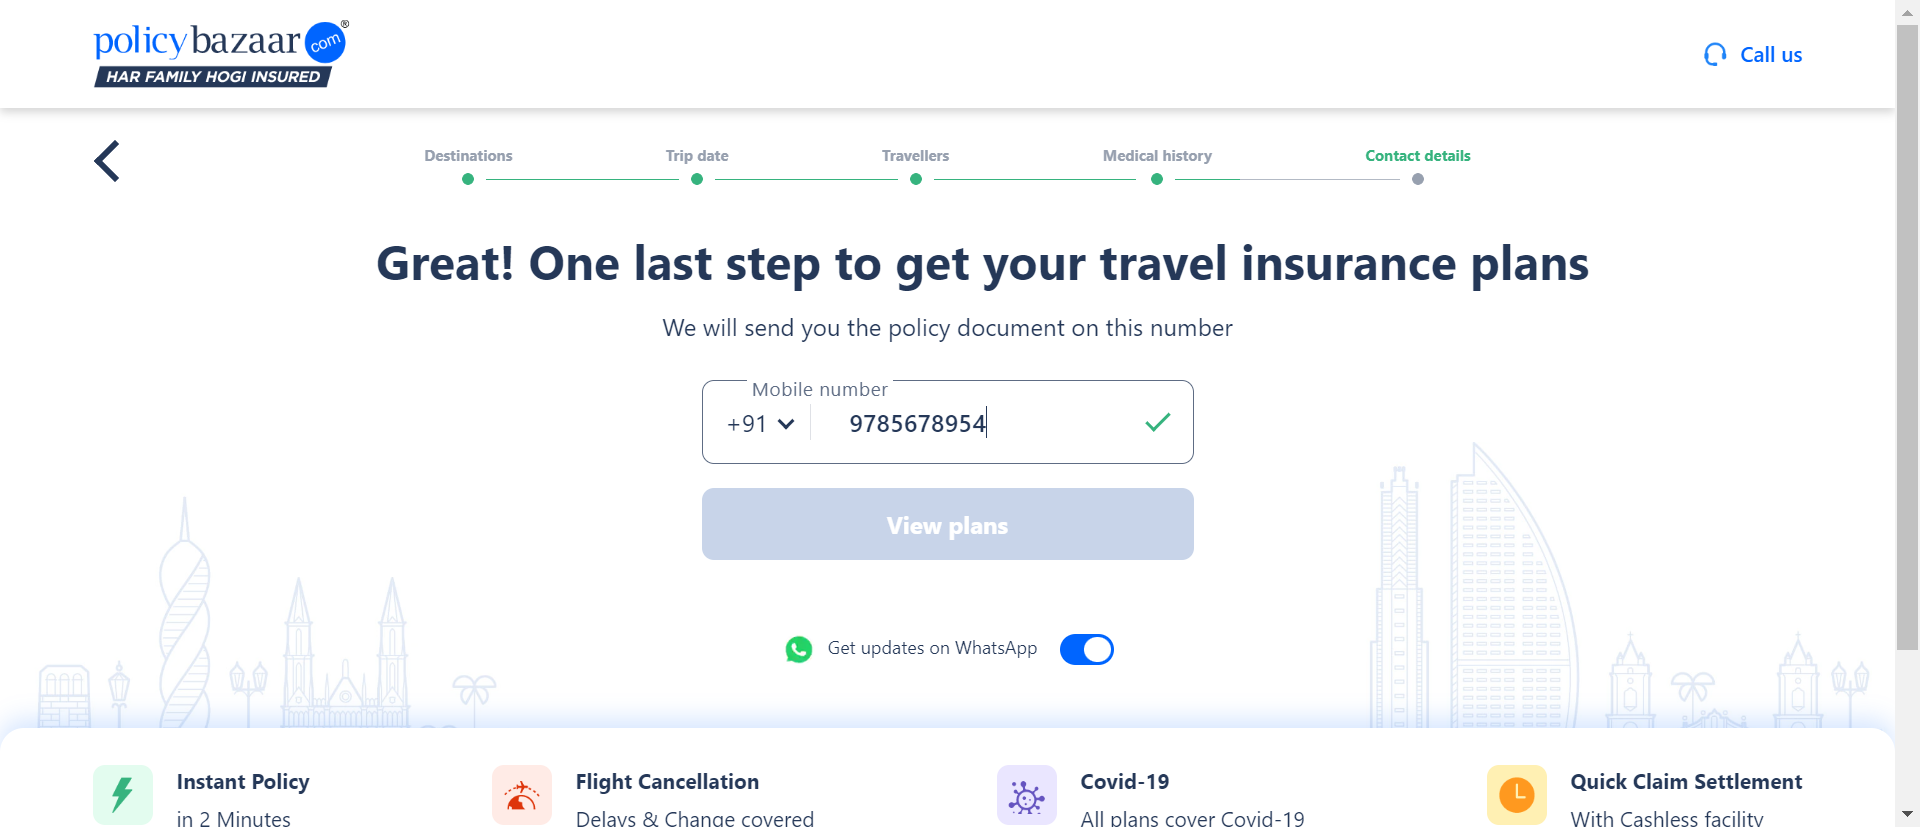 policybazaar com®
HAR FAMILY HOGI INSURED
Call us
Destinations
Trip date
Travellers
Medical history
Contact details
Great! One last step to get your travel insurance plans
We will send you the policy document on this number
Mobile number
+91 9785678954
View plans
Get updates on WhatsApp
Instant Policy
in 2 Minutes
Flight Cancellation
Delays & Change covered
Covid-19
All plans cover Covid-19
Quick Claim Settlement
With Cashless facility